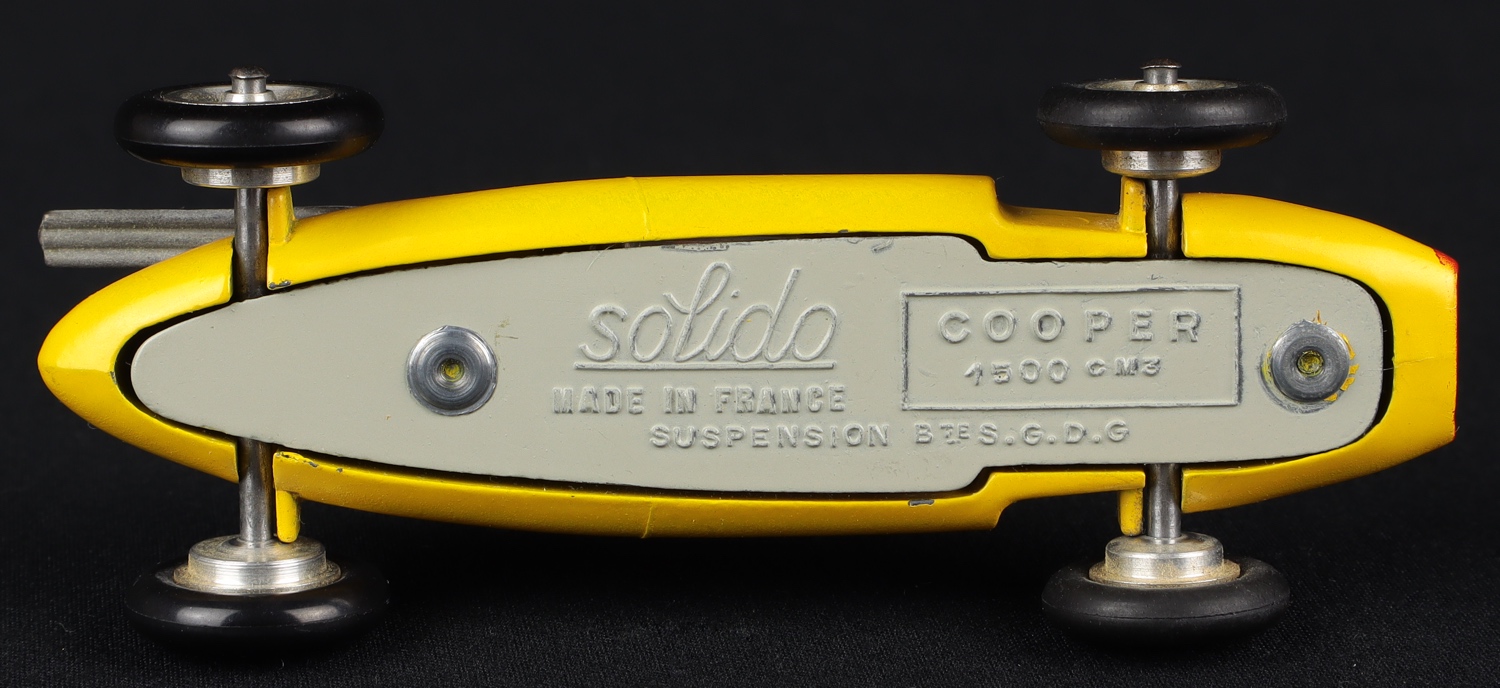 solido
MADE IN FRANCE
SUSPENSION BTE S.G.D.G
COOPER
1500 CM3